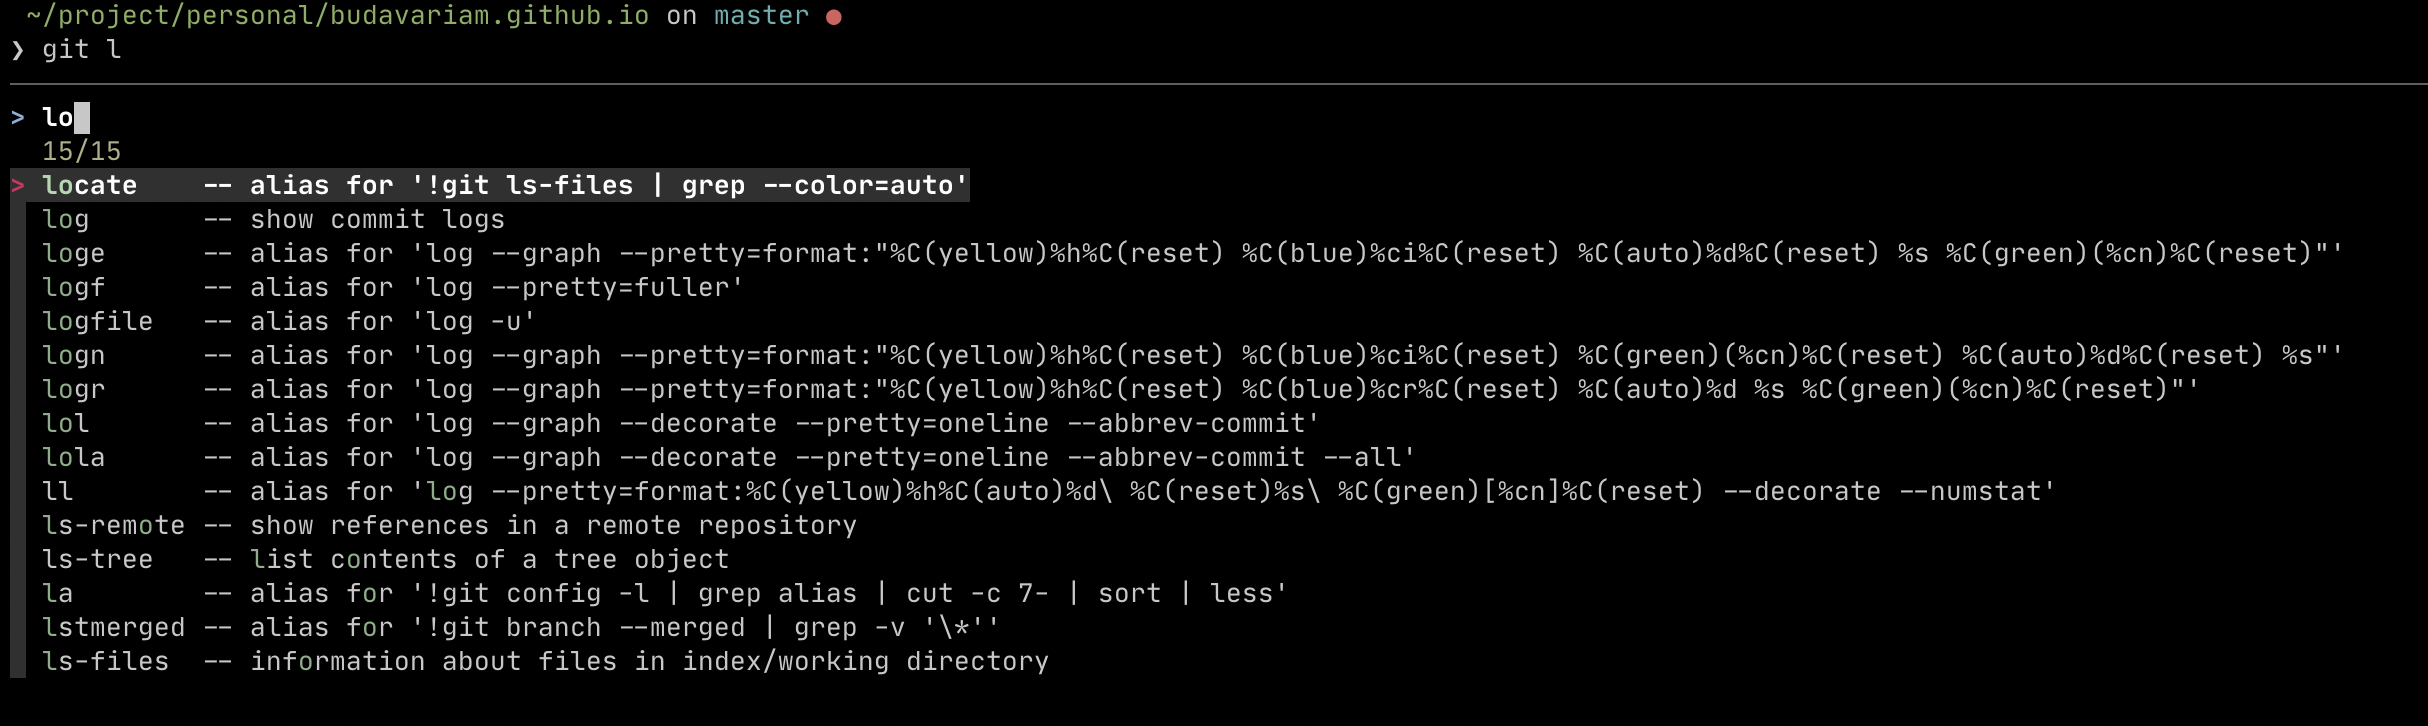 ~/project/personal/budavariam.github.io on master ●
❯ git l
> lo
15/15
> locate    -- alias for '!git ls-files | grep --color=auto'
log       -- show commit logs
loge      -- alias for 'log --graph --pretty=format:"%C(yellow)%h%C(reset) %C(blue)%ci%C(reset) %C(auto)%d%C(reset) %s %C(green)(%cn)%C(reset)"'
logf      -- alias for 'log --pretty=fuller'
logfile   -- alias for 'log -u'
logn      -- alias for 'log --graph --pretty=format:"%C(yellow)%h%C(reset) %C(blue)%ci%C(reset) %C(green)(%cn)%C(reset) %C(auto)%d%C(reset) %s"'
logr      -- alias for 'log --graph --pretty=format:"%C(yellow)%h%C(reset) %C(blue)%cr%C(reset) %C(auto)%d %s %C(green)(%cn)%C(reset)"'
lol       -- alias for 'log --graph --decorate --pretty=oneline --abbrev-commit'
lola      -- alias for 'log --graph --decorate --pretty=oneline --abbrev-commit --all'
ll        -- alias for 'log --pretty=format:%C(yellow)%h%C(auto)%d\ %C(reset)%s\ %C(green)[%cn]%C(reset) --decorate --numstat'
ls-remote -- show references in a remote repository
ls-tree   -- list contents of a tree object
la        -- alias for '!git config -l | grep alias | cut -c 7- | sort | less'
lstmerged -- alias for '!git branch --merged | grep -v '\*''
ls-files  -- information about files in index/working directory